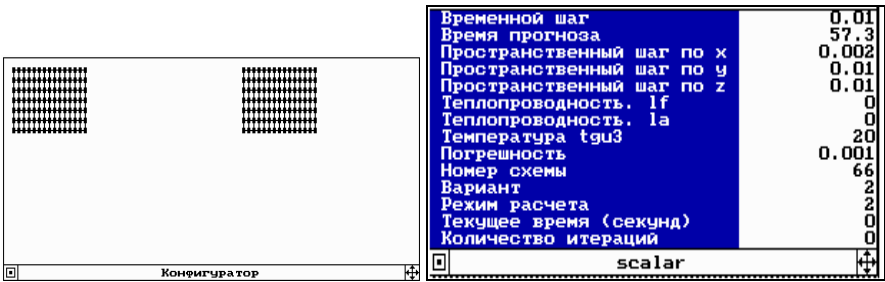 Конфигуратор
Временной шаг 0.01
Время прогноза 57.3
Пространственный шаг по x 0.002
Пространственный шаг по y 0.01
Пространственный шаг по z 0.01
Теплопроводность. lf 0
Теплопроводность. la 0
Температура tgu3 20
Погрешность 0.001
Номер схемы 66
Вариант 2
Режим расчета 2
Текущее время (секунд) 0
Количество итераций 0
scalar